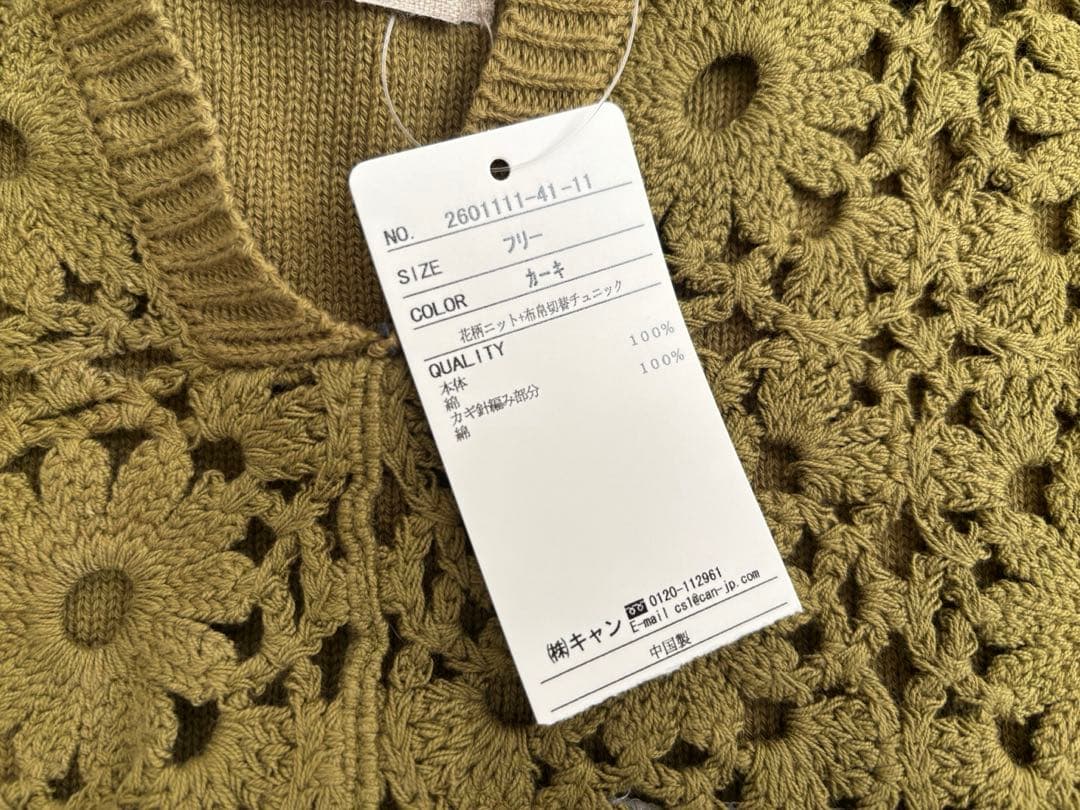 NO. 2601111-41-11
SIZE フリー
COLOR カーキ
花柄ニット+布帛切替チュニック
QUALITY
本体 100%
綿 100%
カギ針編み部分
綿
0120-112961
㈱キャン E-mail cs1@can-jp.com
中国製